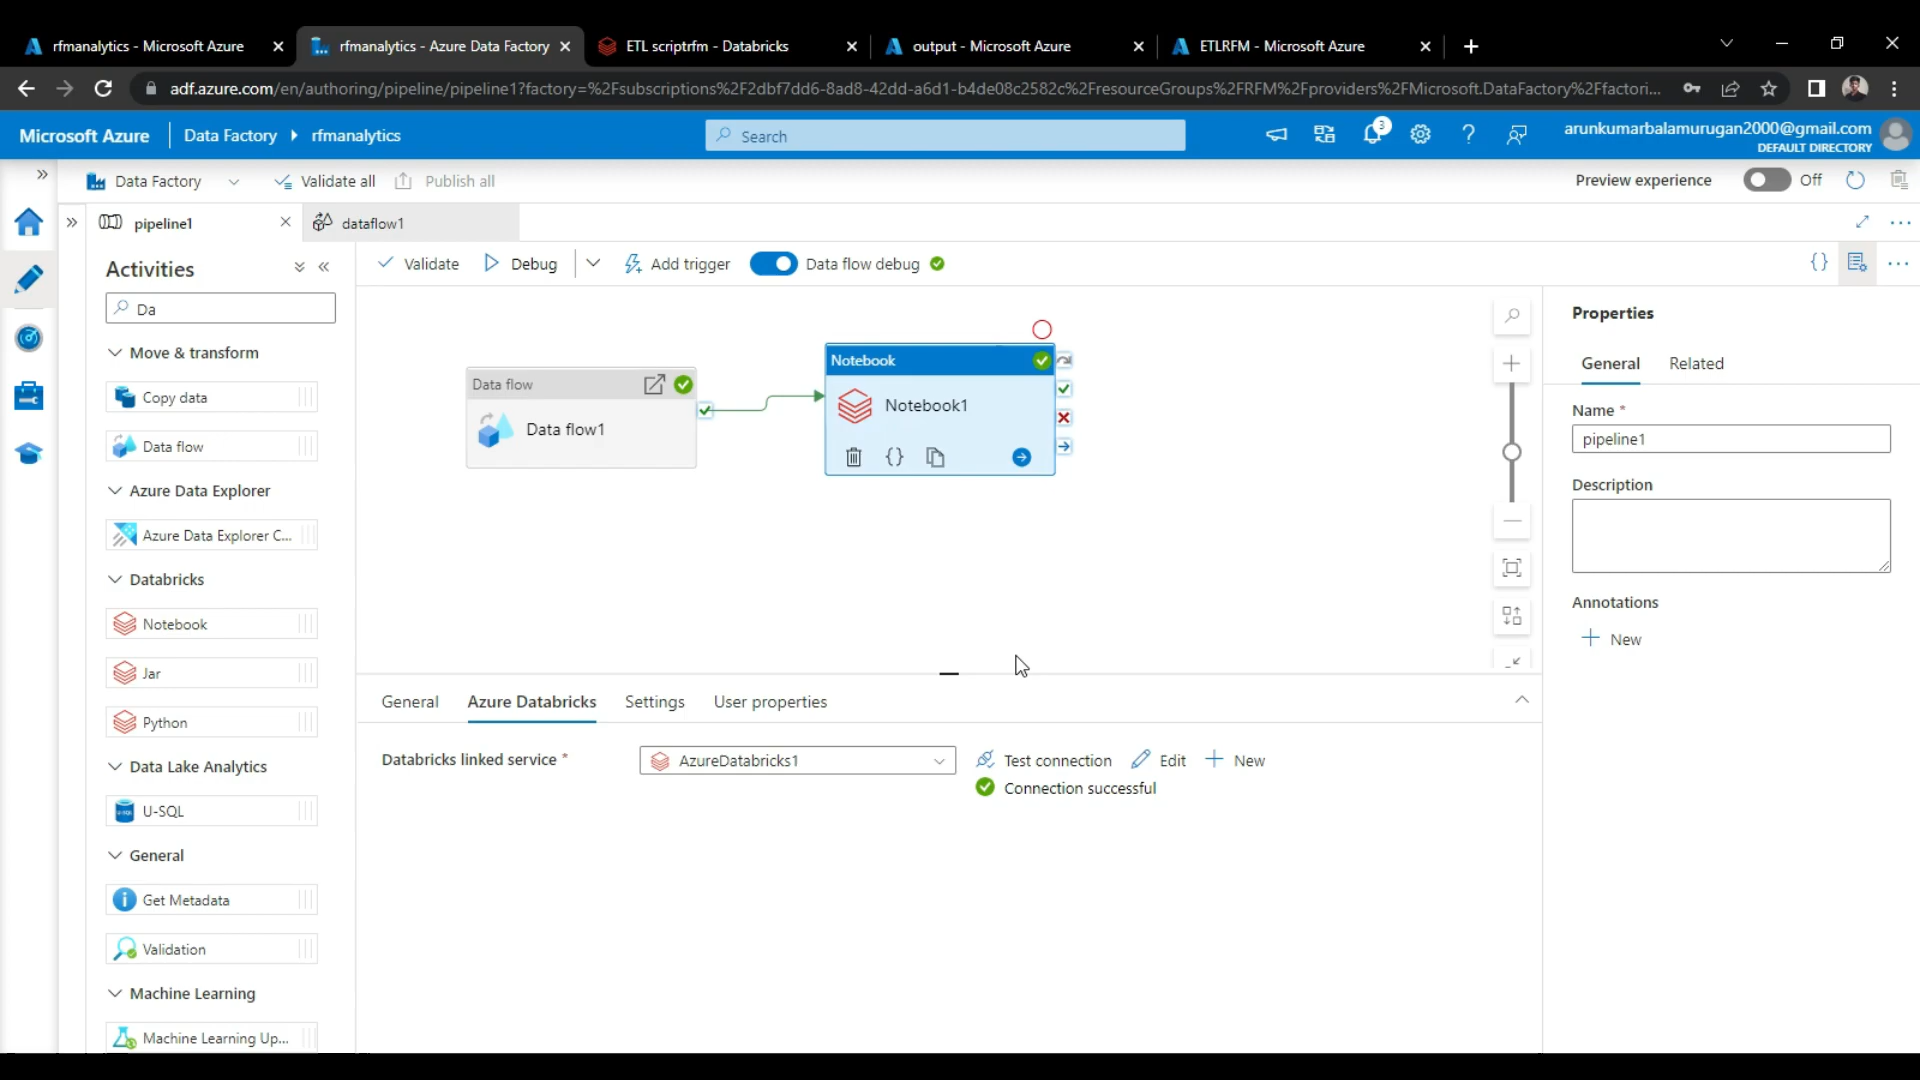 rfmanalytics - Microsoft Azure
rfmanalytics - Azure Data Factory
ETL scriptrfm - Databricks
output - Microsoft Azure
ETLRFM - Microsoft Azure
adf.azure.com/en/authoring/pipeline/pipeline1?factory=%2Fsubscriptions%2F2dbf7dd6-8ad8-42dd-a6d1-b4de08c2582c%2FresourceGroups%2FRFM%2Fproviders%2FMicrosoft.DataFactory%2Ffactori...
Microsoft Azure
Data Factory
rfmanalytics
Search
3
arunkumarbalamurugan2000@gmail.com
DEFAULT DIRECTORY
Data Factory
Validate all
Publish all
Preview experience
Off
pipeline1
dataflow1
Activities
Validate
Debug
Add trigger
Data flow debug
Da
Move & transform
Copy data
Data flow
Azure Data Explorer
Azure Data Explorer C...
Databricks
Notebook
Jar
Python
Data Lake Analytics
U-SQL
General
Get Metadata
Validation
Machine Learning
Machine Learning Up...
Data flow
Data flow1
Notebook
Notebook1
General
Azure Databricks
Settings
User properties
Databricks linked service *
AzureDatabricks1
Test connection
Edit
New
Connection successful
Properties
General
Related
Name *
pipeline1
Description
Annotations
New